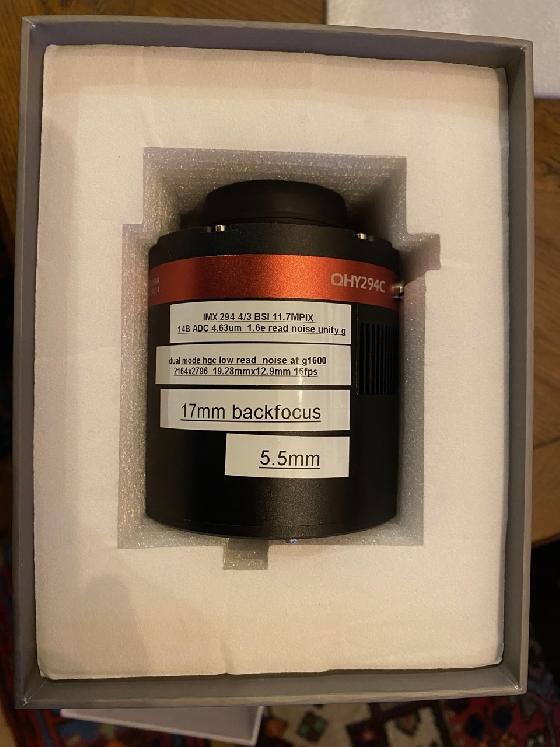 QHY294C
IMX 294 4/3 BSI 11.7MPIX
14B ADC 4.63um 1.6e read noise unity g
dual mode hgc low read noise at g1600
2164x2796 19.28mmx12.9mm 16fps
17mm backfocus
5.5mm